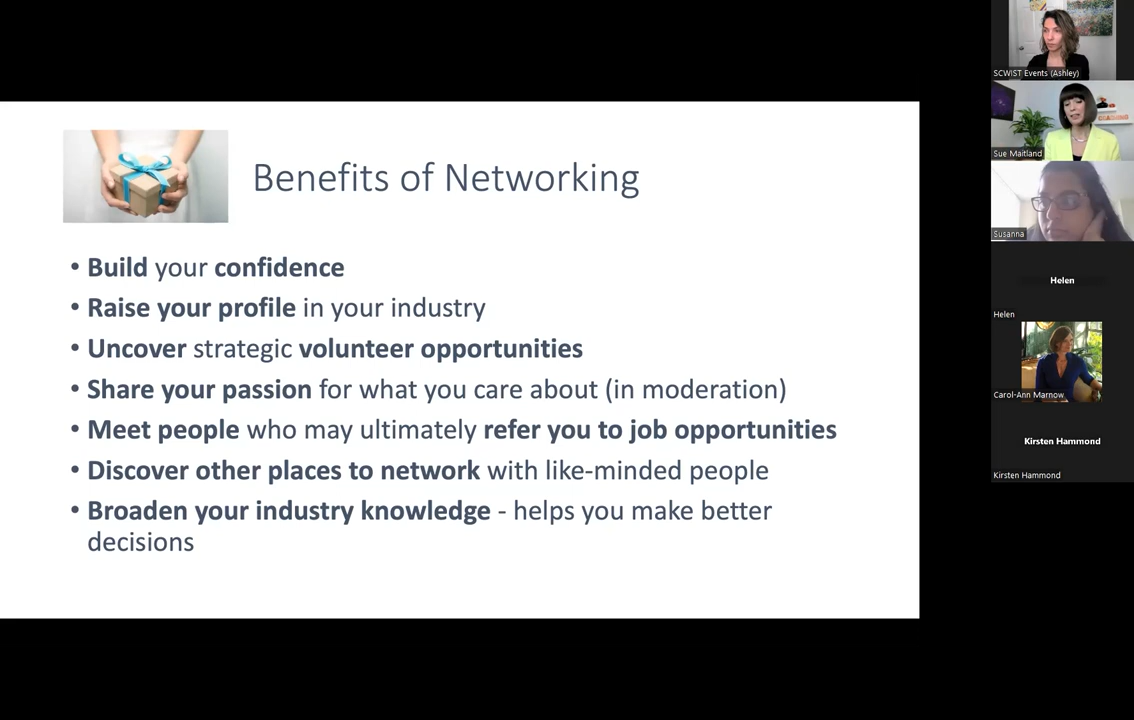 Benefits of Networking
• Build your confidence
• Raise your profile in your industry
• Uncover strategic volunteer opportunities
• Share your passion for what you care about (in moderation)
• Meet people who may ultimately refer you to job opportunities
• Discover other places to network with like-minded people
• Broaden your industry knowledge - helps you make better
decisions
SCWIST Events (Ashley)
Sue Maitland
Susanna
Helen
Helen
Carol-Ann Marnow
Kirsten Hammond
Kirsten Hammond